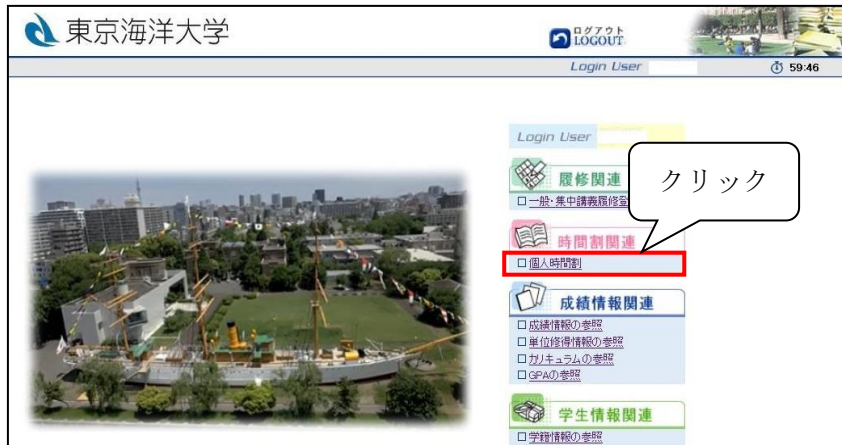 東京海洋大学
ログアウト
LOGOUT
Login User
59:46
Login User
履修関連
一般・集中講義履修登
クリック
時間割関連
個人時間割
成績情報関連
成績情報の参照
単位修得情報の参照
カリキュラムの参照
GPAの参照
学生情報関連
学籍情報の参照